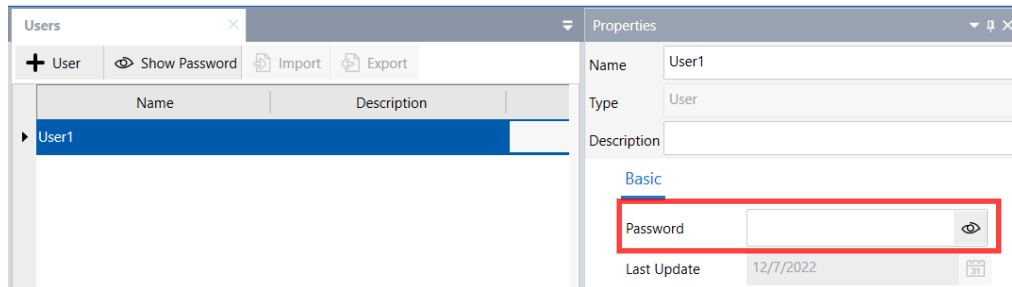 Users
Properties
User
Show Password
Import
Export
Name
User1
Name
Description
Type
User
User1
Description
Basic
Password
Last Update
12/7/2022
31